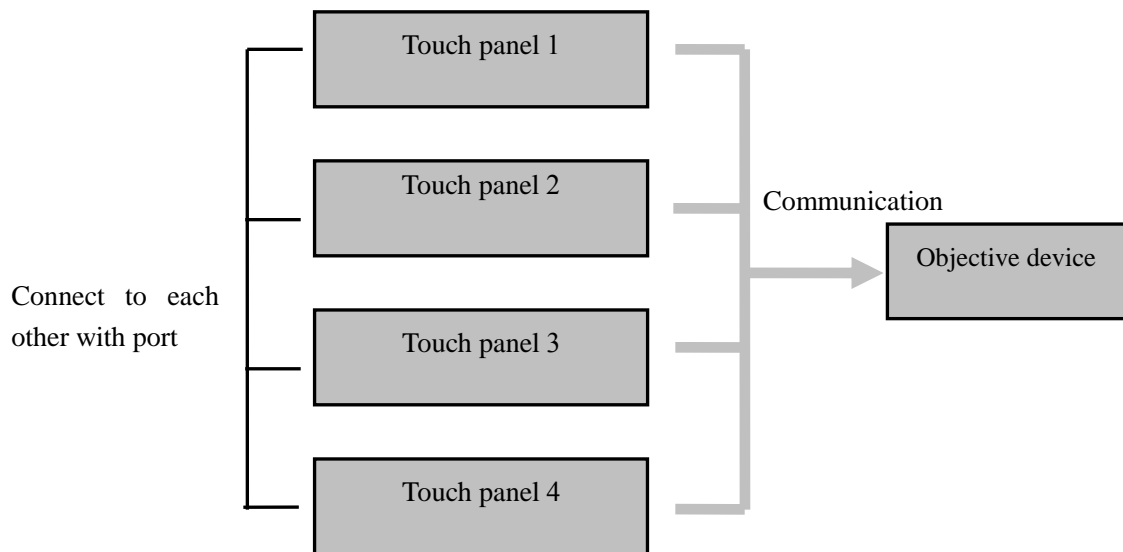 Touch panel 1
Touch panel 2
Communication
Objective device
Connect to each
other with port
Touch panel 3
Touch panel 4